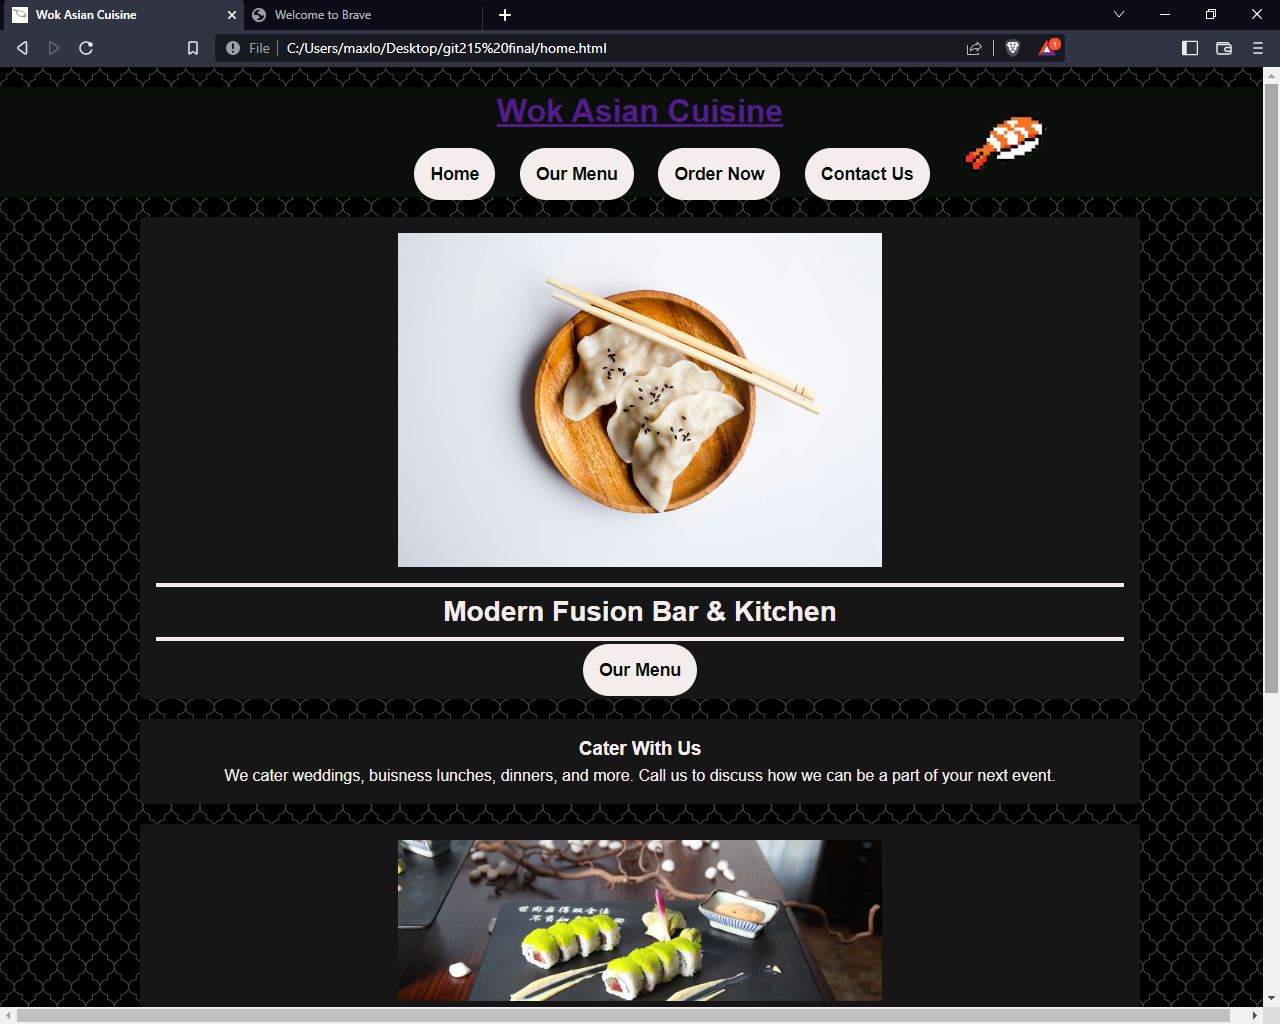 Wok Asian Cuisine
Welcome to Brave
File
C:/Users/maxlo/Desktop/git215%20final/home.html
1
Wok Asian Cuisine
Home
Our Menu
Order Now
Contact Us
Modern Fusion Bar & Kitchen
Our Menu
Cater With Us
We cater weddings, buisness lunches, dinners, and more. Call us to discuss how we can be a part of your next event.